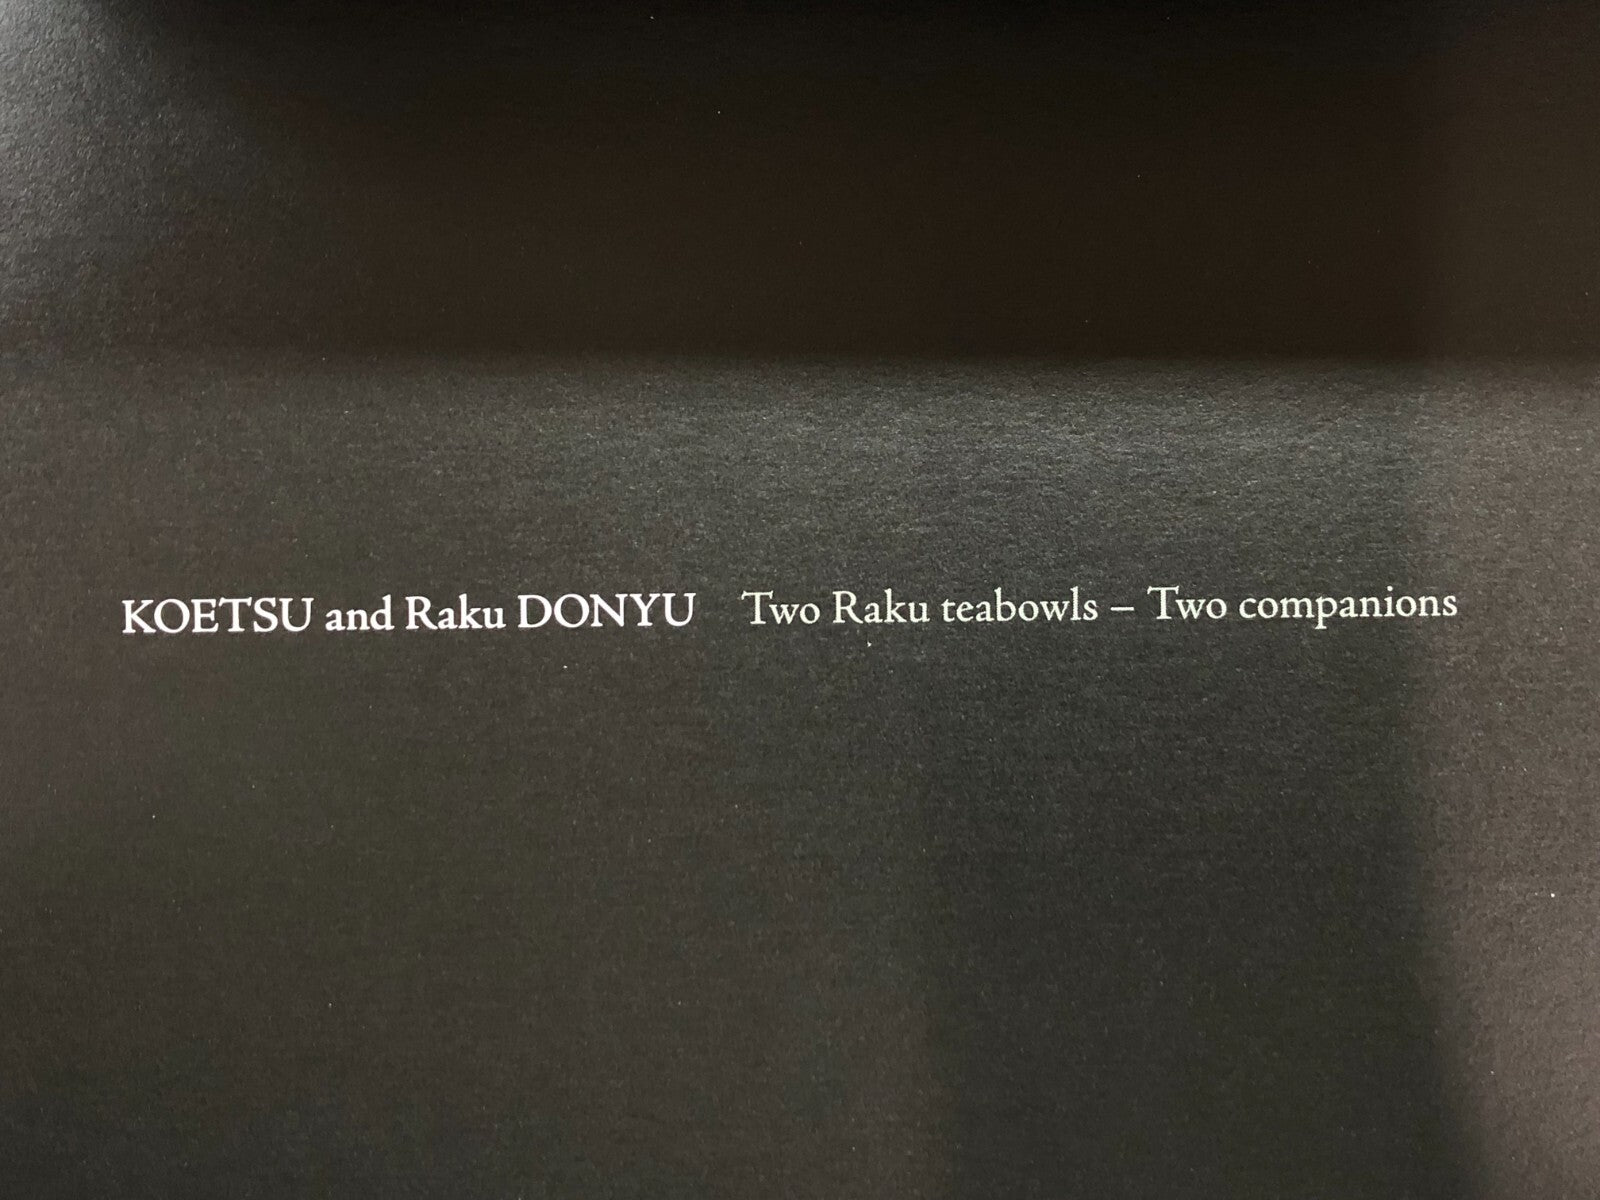 KOETSU and Raku DONYU Two Raku teabowls – Two companions